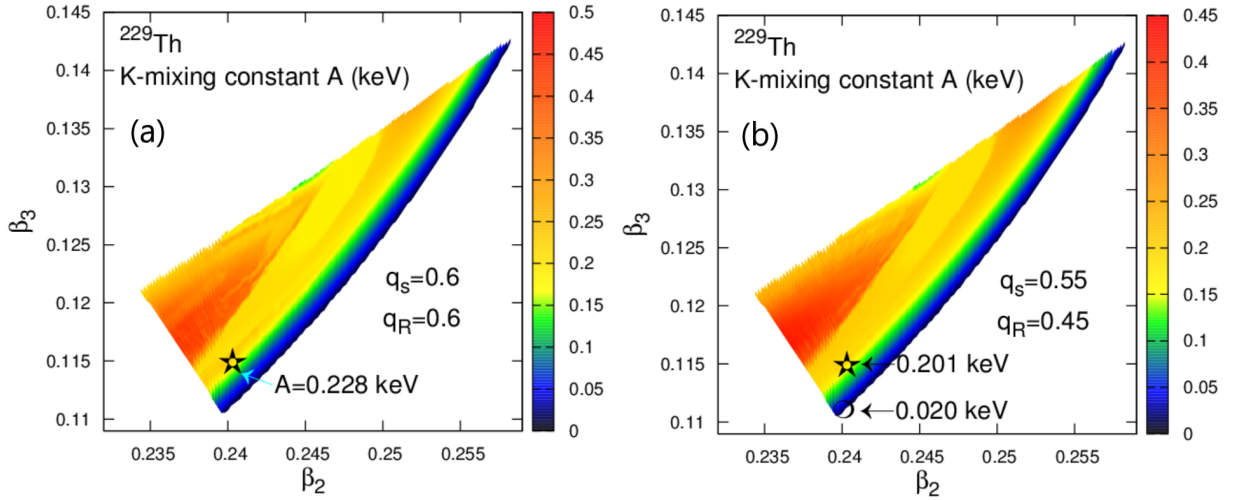 0.145
0.14
0.135
0.13
0.125
0.12
0.115
0.11
β3
0.235
0.24
0.245
0.25
0.255
β2
²²⁹Th
K-mixing constant A (keV)
(a)
qs=0.6
qR=0.6
A=0.228 keV
0.5
0.45
0.4
0.35
0.3
0.25
0.2
0.15
0.1
0.05
0
0.145
0.14
0.135
0.13
0.125
0.12
0.115
0.11
β3
0.235
0.24
0.245
0.25
0.255
β2
²²⁹Th
K-mixing constant A (keV)
(b)
qs=0.55
qR=0.45
0.201 keV
0.020 keV
0.45
0.4
0.35
0.3
0.25
0.2
0.15
0.1
0.05
0